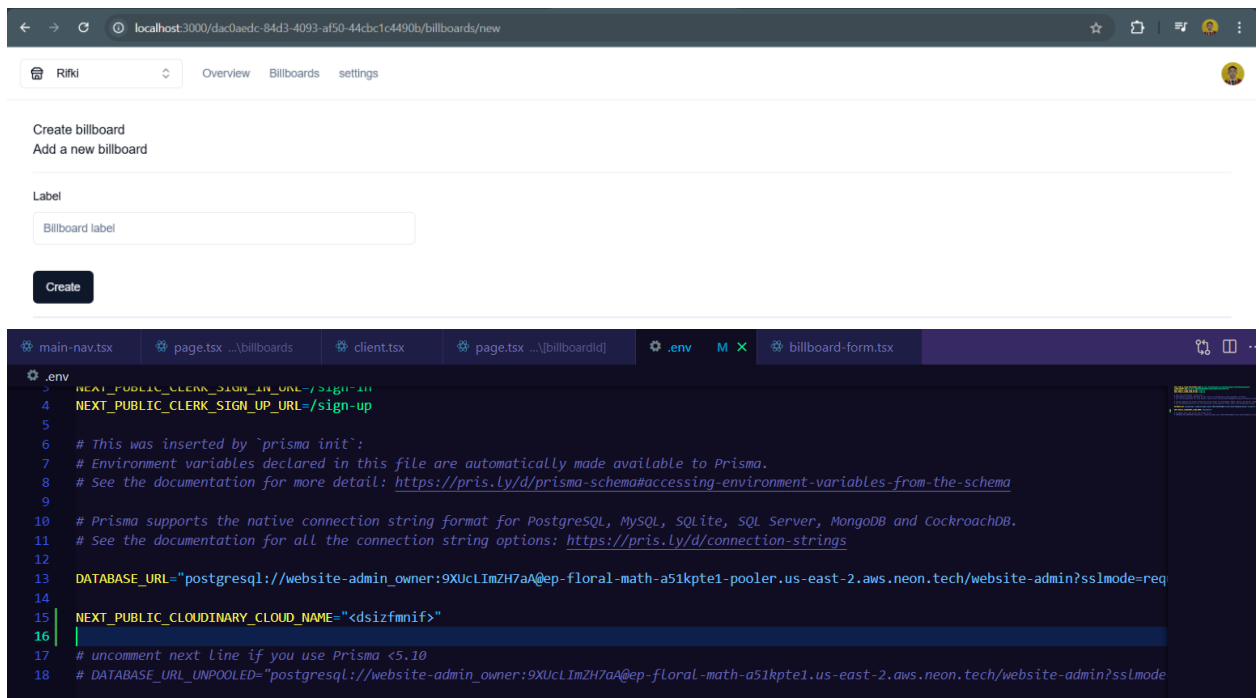 localhost:3000/dac0aedc-84d3-4093-af50-44cbc1c4490b/billboards/new
Rifki Overview Billboards settings
Create billboard
Add a new billboard
Label
Billboard label
Create
main-nav.tsx page.tsx ...\billboards client.tsx page.tsx ...\[billboardId] .env M billboard-form.tsx
.env
3 NEXT_PUBLIC_CLERK_SIGN_IN_URL=/sign-in
4 NEXT_PUBLIC_CLERK_SIGN_UP_URL=/sign-up
5
6 # This was inserted by `prisma init`:
7 # Environment variables declared in this file are automatically made available to Prisma.
8 # See the documentation for more detail: https://pris.ly/d/prisma-schema#accessing-environment-variables-from-the-schema
9
10 # Prisma supports the native connection string format for PostgreSQL, MySQL, SQLite, SQL Server, MongoDB and CockroachDB.
11 # See the documentation for all the connection string options: https://pris.ly/d/connection-strings
12
13 DATABASE_URL="postgresql://website-admin_owner:9XUcLImZH7aA@ep-floral-math-a51kpte1-pooler.us-east-2.aws.neon.tech/website-admin?sslmode=requ
14
15 NEXT_PUBLIC_CLOUDINARY_CLOUD_NAME="<dsizfmnif>"
16
17 # uncomment next line if you use Prisma <5.10
18 # DATABASE_URL_UNPOOLED="postgresql://website-admin_owner:9XUcLImZH7aA@ep-floral-math-a51kpte1.us-east-2.aws.neon.tech/website-admin?sslmode